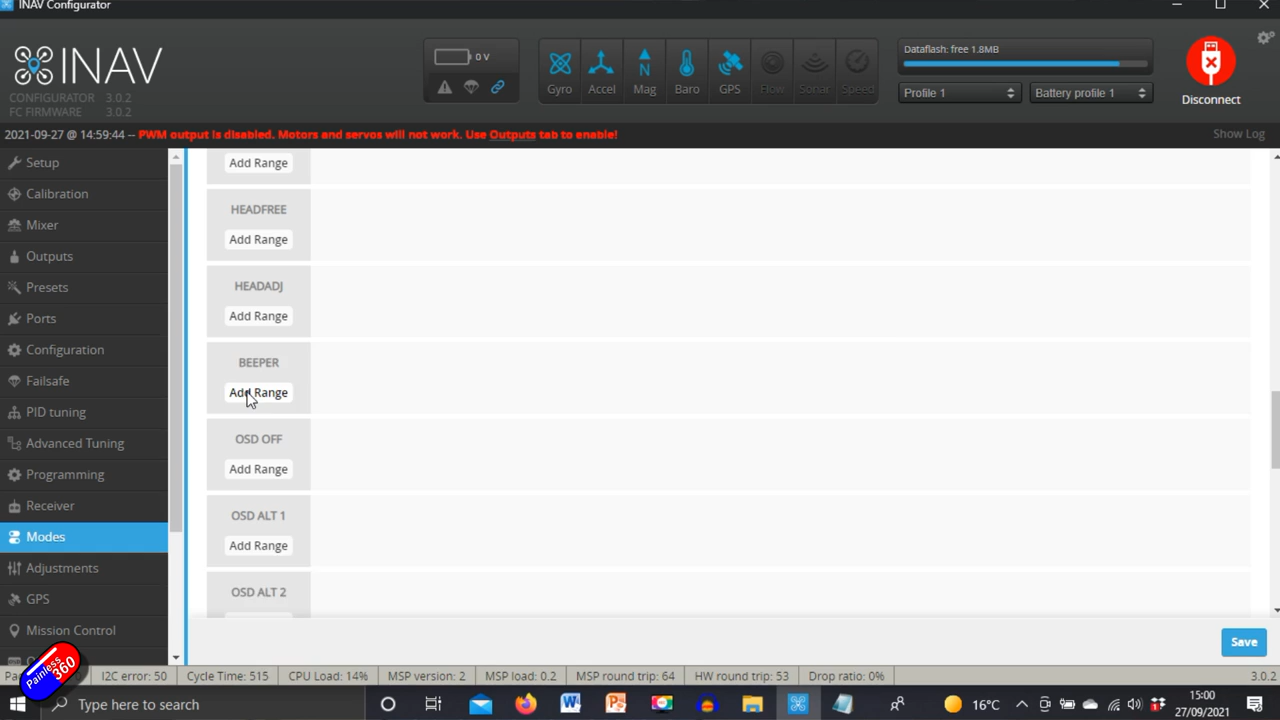 INAV Configurator
INAV
CONFIGURATOR 3.0.2
FC FIRMWARE 3.0.2
0 V
Gyro Accel Mag Baro GPS Flow Sonar Speed
Dataflash: free 1.8MB
Profile 1 Battery profile 1
Disconnect
2021-09-27 @ 14:59:44 -- PWM output is disabled. Motors and servos will not work. Use Outputs tab to enable!
Show Log
Setup
Calibration
Mixer
Outputs
Presets
Ports
Configuration
Failsafe
PID tuning
Advanced Tuning
Programming
Receiver
Modes
Adjustments
GPS
Mission Control
Add Range
HEADFREE
Add Range
HEADADJ
Add Range
BEEPER
Add Range
OSD OFF
Add Range
OSD ALT 1
Add Range
OSD ALT 2
Save
Painless360
I2C error: 50 Cycle Time: 515 CPU Load: 14% MSP version: 2 MSP load: 0.2 MSP round trip: 64 HW round trip: 53 Drop ratio: 0% 3.0.2
Type here to search
16°C
15:00
27/09/2021